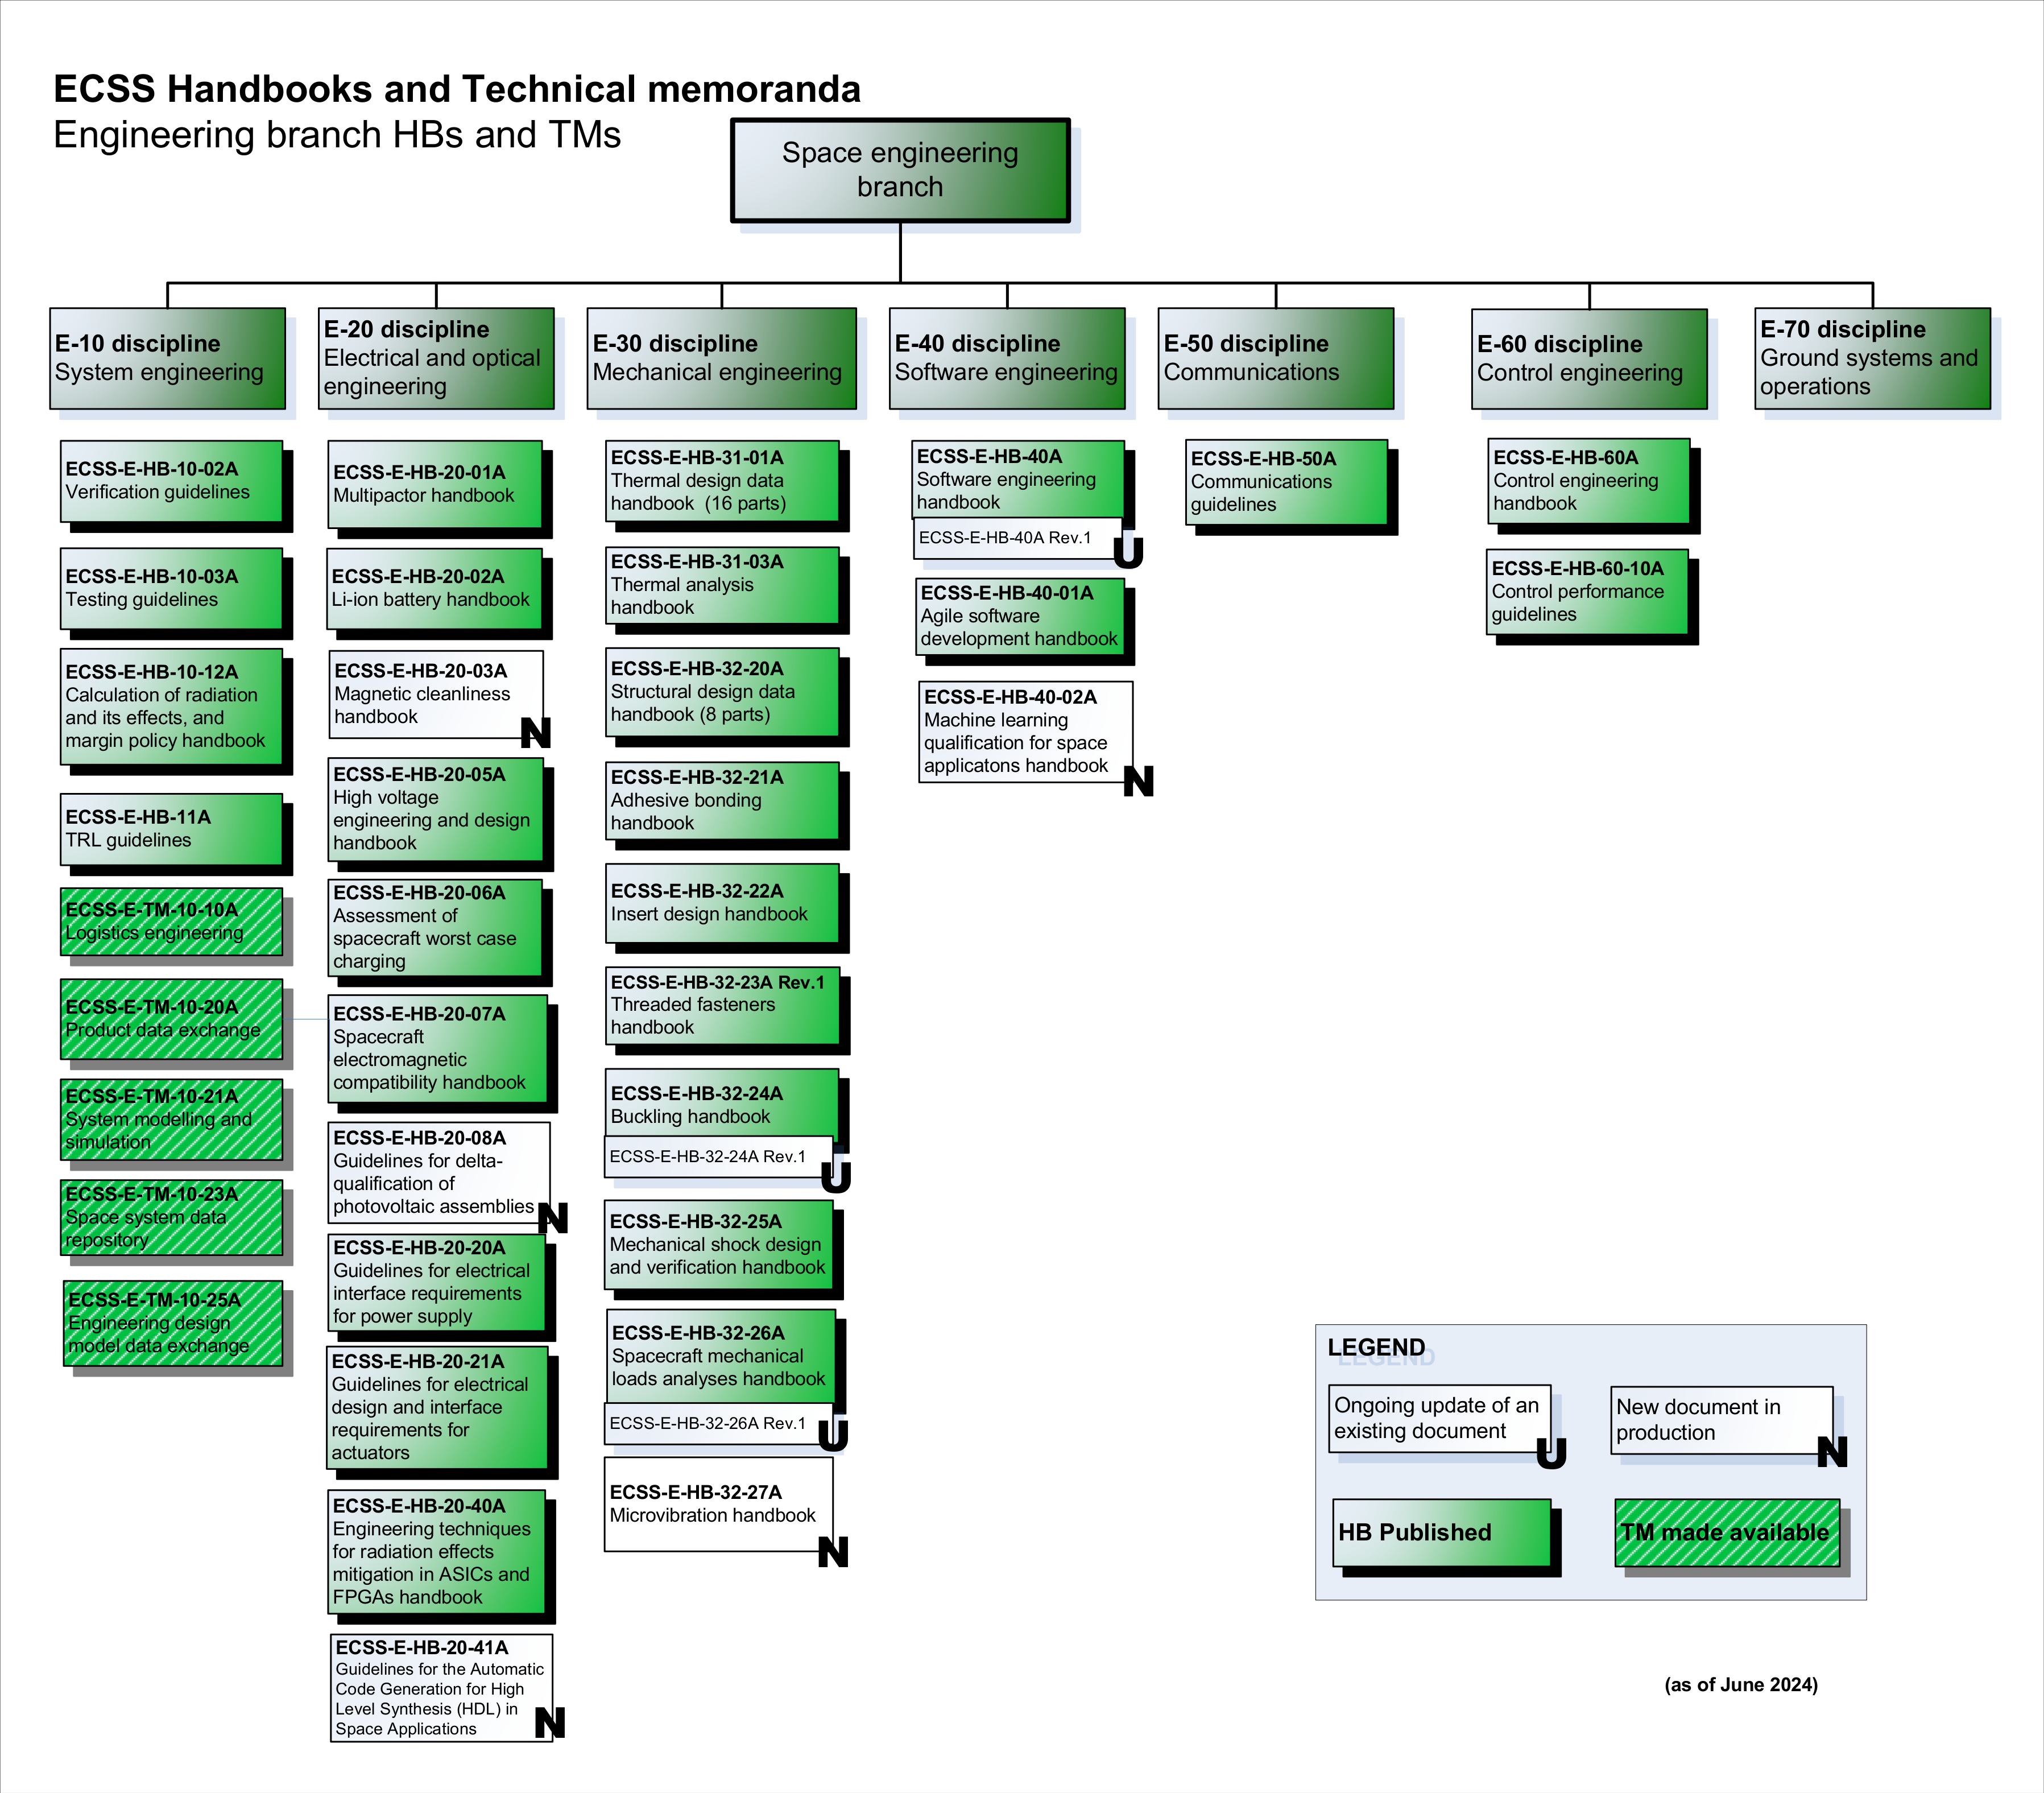 ECSS Handbooks and Technical memoranda
Engineering branch HBs and TMs
Space engineering
branch
E-10 discipline
System engineering
E-20 discipline
Electrical and optical
engineering
E-30 discipline
Mechanical engineering
E-40 discipline
Software engineering
E-50 discipline
Communications
E-60 discipline
Control engineering
E-70 discipline
Ground systems and
operations
ECSS-E-HB-10-02A
Verification guidelines
ECSS-E-HB-10-03A
Testing guidelines
ECSS-E-HB-10-12A
Calculation of radiation
and its effects, and
margin policy handbook
ECSS-E-HB-11A
TRL guidelines
ECSS-E-TM-10-10A
Logistics engineering
ECSS-E-TM-10-20A
Product data exchange
ECSS-E-TM-10-21A
System modelling and
simulation
ECSS-E-TM-10-23A
Space system data
repository
ECSS-E-TM-10-25A
Engineering design
model data exchange
ECSS-E-HB-20-01A
Multipactor handbook
ECSS-E-HB-20-02A
Li-ion battery handbook
ECSS-E-HB-20-03A
Magnetic cleanliness
handbook
N
ECSS-E-HB-20-05A
High voltage
engineering and design
handbook
ECSS-E-HB-20-06A
Assessment of
spacecraft worst case
charging
ECSS-E-HB-20-07A
Spacecraft
electromagnetic
compatibility handbook
ECSS-E-HB-20-08A
Guidelines for delta-
qualification of
photovoltaic assemblies
N
ECSS-E-HB-20-20A
Guidelines for electrical
interface requirements
for power supply
ECSS-E-HB-20-21A
Guidelines for electrical
design and interface
requirements for
actuators
ECSS-E-HB-20-40A
Engineering techniques
for radiation effects
mitigation in ASICs and
FPGAs handbook
ECSS-E-HB-20-41A
Guidelines for the Automatic
Code Generation for High
Level Synthesis (HDL) in
Space Applications
N
ECSS-E-HB-31-01A
Thermal design data
handbook (16 parts)
ECSS-E-HB-31-03A
Thermal analysis
handbook
ECSS-E-HB-32-20A
Structural design data
handbook (8 parts)
ECSS-E-HB-32-21A
Adhesive bonding
handbook
ECSS-E-HB-32-22A
Insert design handbook
ECSS-E-HB-32-23A Rev.1
Threaded fasteners
handbook
ECSS-E-HB-32-24A
Buckling handbook
ECSS-E-HB-32-24A Rev.1
U
ECSS-E-HB-32-25A
Mechanical shock design
and verification handbook
ECSS-E-HB-32-26A
Spacecraft mechanical
loads analyses handbook
ECSS-E-HB-32-26A Rev.1
U
ECSS-E-HB-32-27A
Microvibration handbook
N
ECSS-E-HB-40A
Software engineering
handbook
ECSS-E-HB-40A Rev.1
U
ECSS-E-HB-40-01A
Agile software
development handbook
ECSS-E-HB-40-02A
Machine learning
qualification for space
applicatons handbook
N
ECSS-E-HB-50A
Communications
guidelines
ECSS-E-HB-60A
Control engineering
handbook
ECSS-E-HB-60-10A
Control performance
guidelines
LEGEND
Ongoing update of an
existing document
U
New document in
production
N
HB Published
TM made available
(as of June 2024)